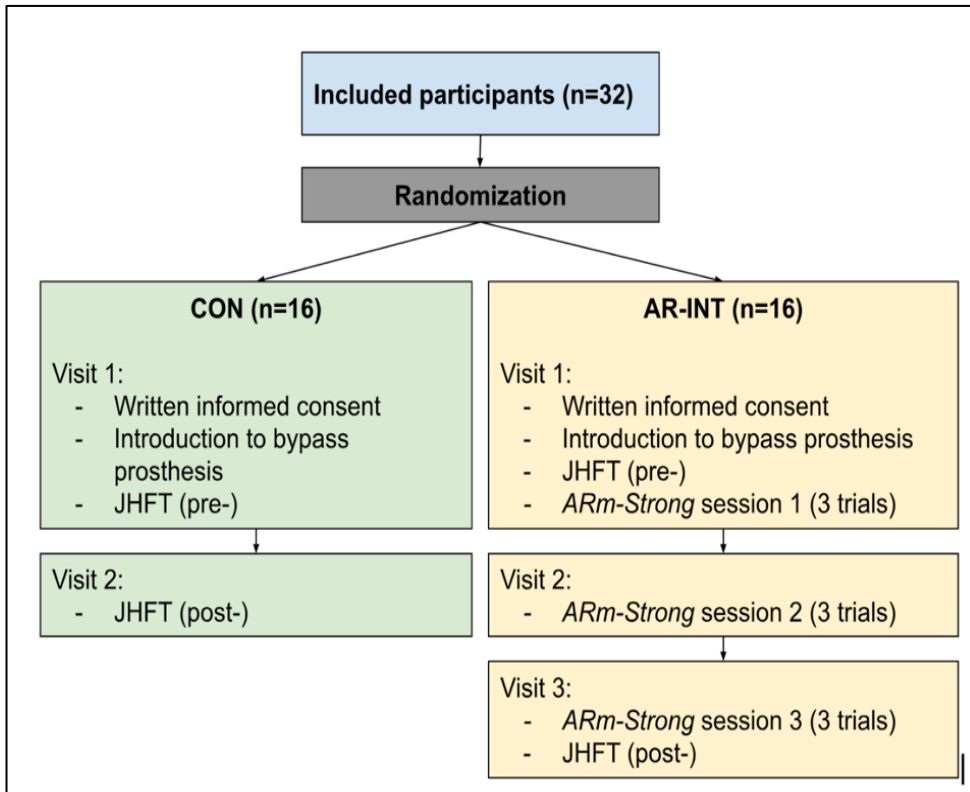 Included participants (n=32)
Randomization
CON (n=16)
Visit 1:
- Written informed consent
- Introduction to bypass
prosthesis
- JHFT (pre-)
Visit 2:
- JHFT (post-)
AR-INT (n=16)
Visit 1:
- Written informed consent
- Introduction to bypass prosthesis
- JHFT (pre-)
- ARm-Strong session 1 (3 trials)
Visit 2:
- ARm-Strong session 2 (3 trials)
Visit 3:
- ARm-Strong session 3 (3 trials)
- JHFT (post-)